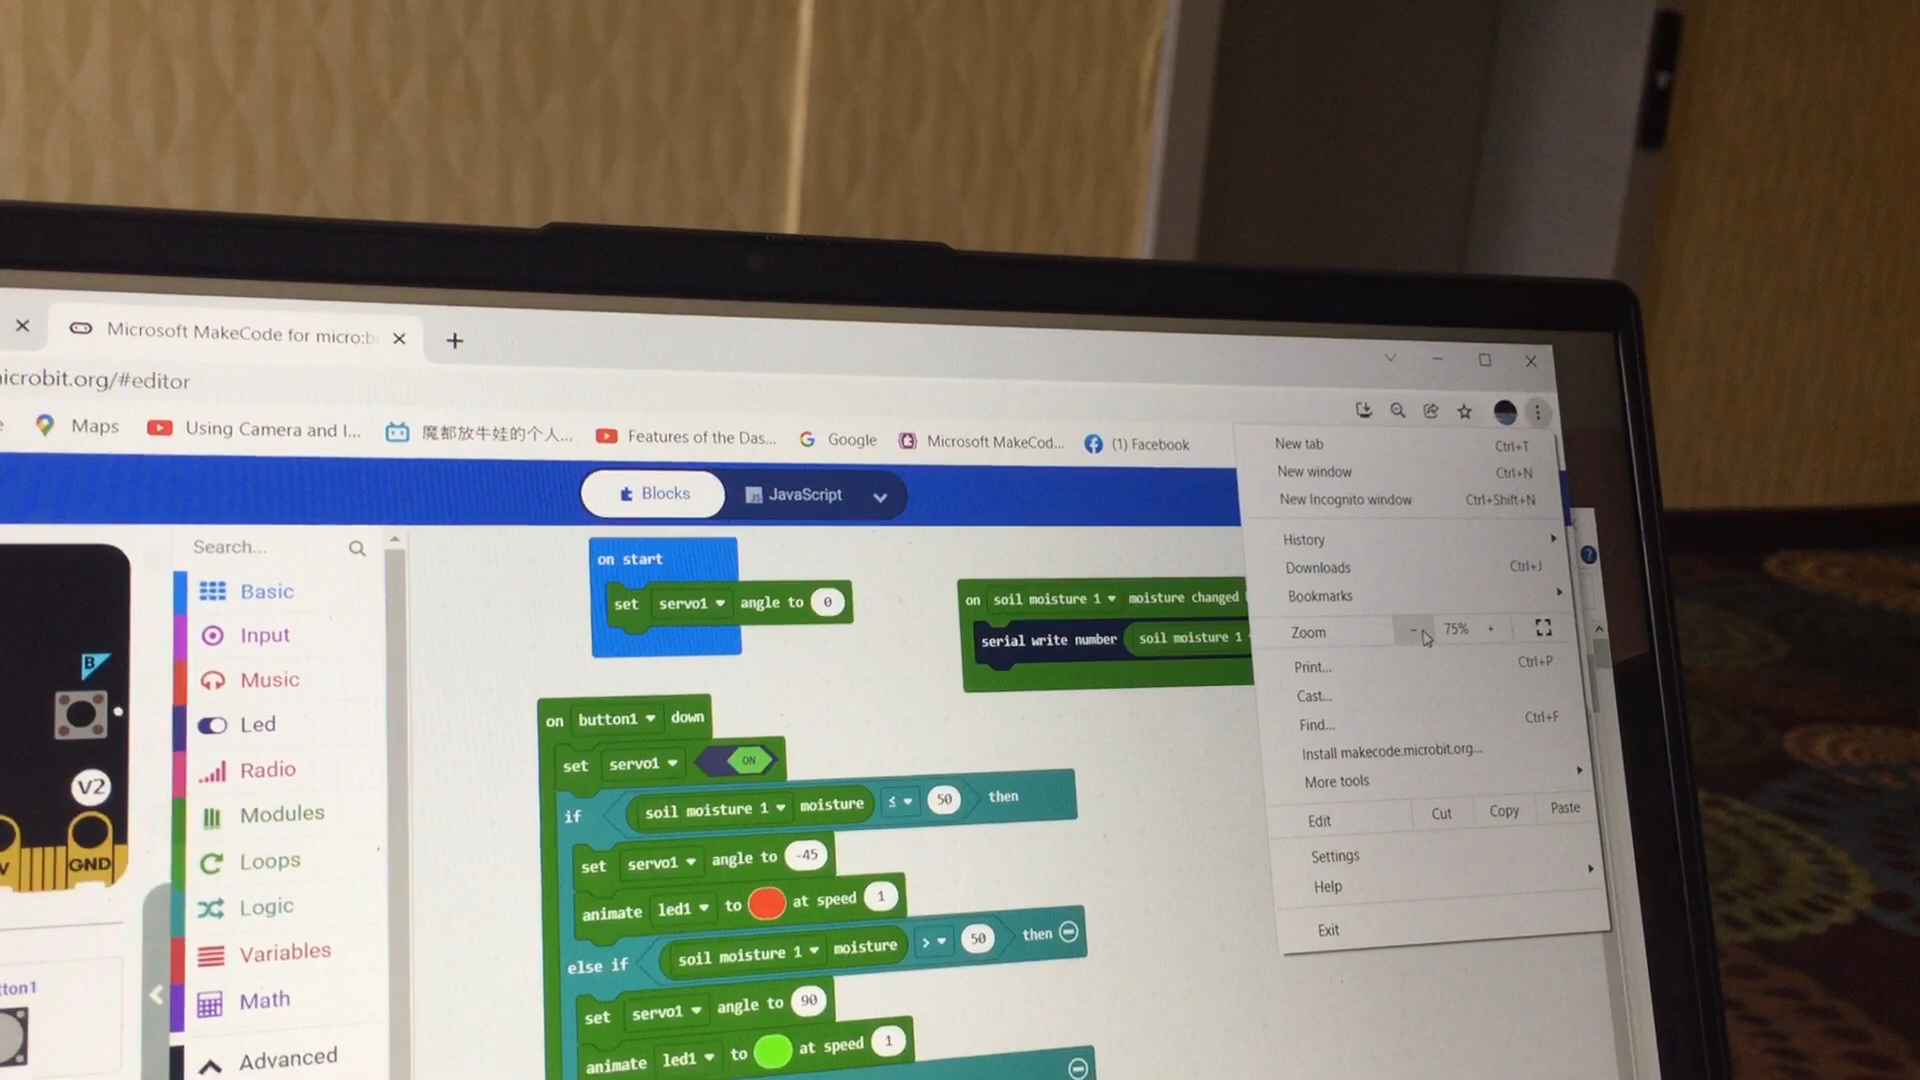 Microsoft MakeCode for micro:b
icrobit.org/#editor
Maps
Using Camera and I...
魔都放牛娃的个人...
Features of the Das...
Google
Microsoft MakeCod...
(1) Facebook
Blocks
JavaScript
Search...
Basic
Input
Music
Led
Radio
Modules
Loops
Logic
Variables
Math
Advanced
B
V2
GND
ton1
on start
set servo1 angle to 0
on soil moisture 1 moisture changed
serial write number soil moisture 1
on button1 down
set servo1 ON
if soil moisture 1 moisture ≤ 50 then
set servo1 angle to -45
animate led1 to at speed 1
else if soil moisture 1 moisture > 50 then
set servo1 angle to 90
animate led1 to at speed 1
New tab Ctrl+T
New window Ctrl+N
New Incognito window Ctrl+Shift+N
History
Downloads Ctrl+J
Bookmarks
Zoom - 75% +
Print... Ctrl+P
Cast...
Find... Ctrl+F
Install makecode.microbit.org...
More tools
Edit Cut Copy Paste
Settings
Help
Exit